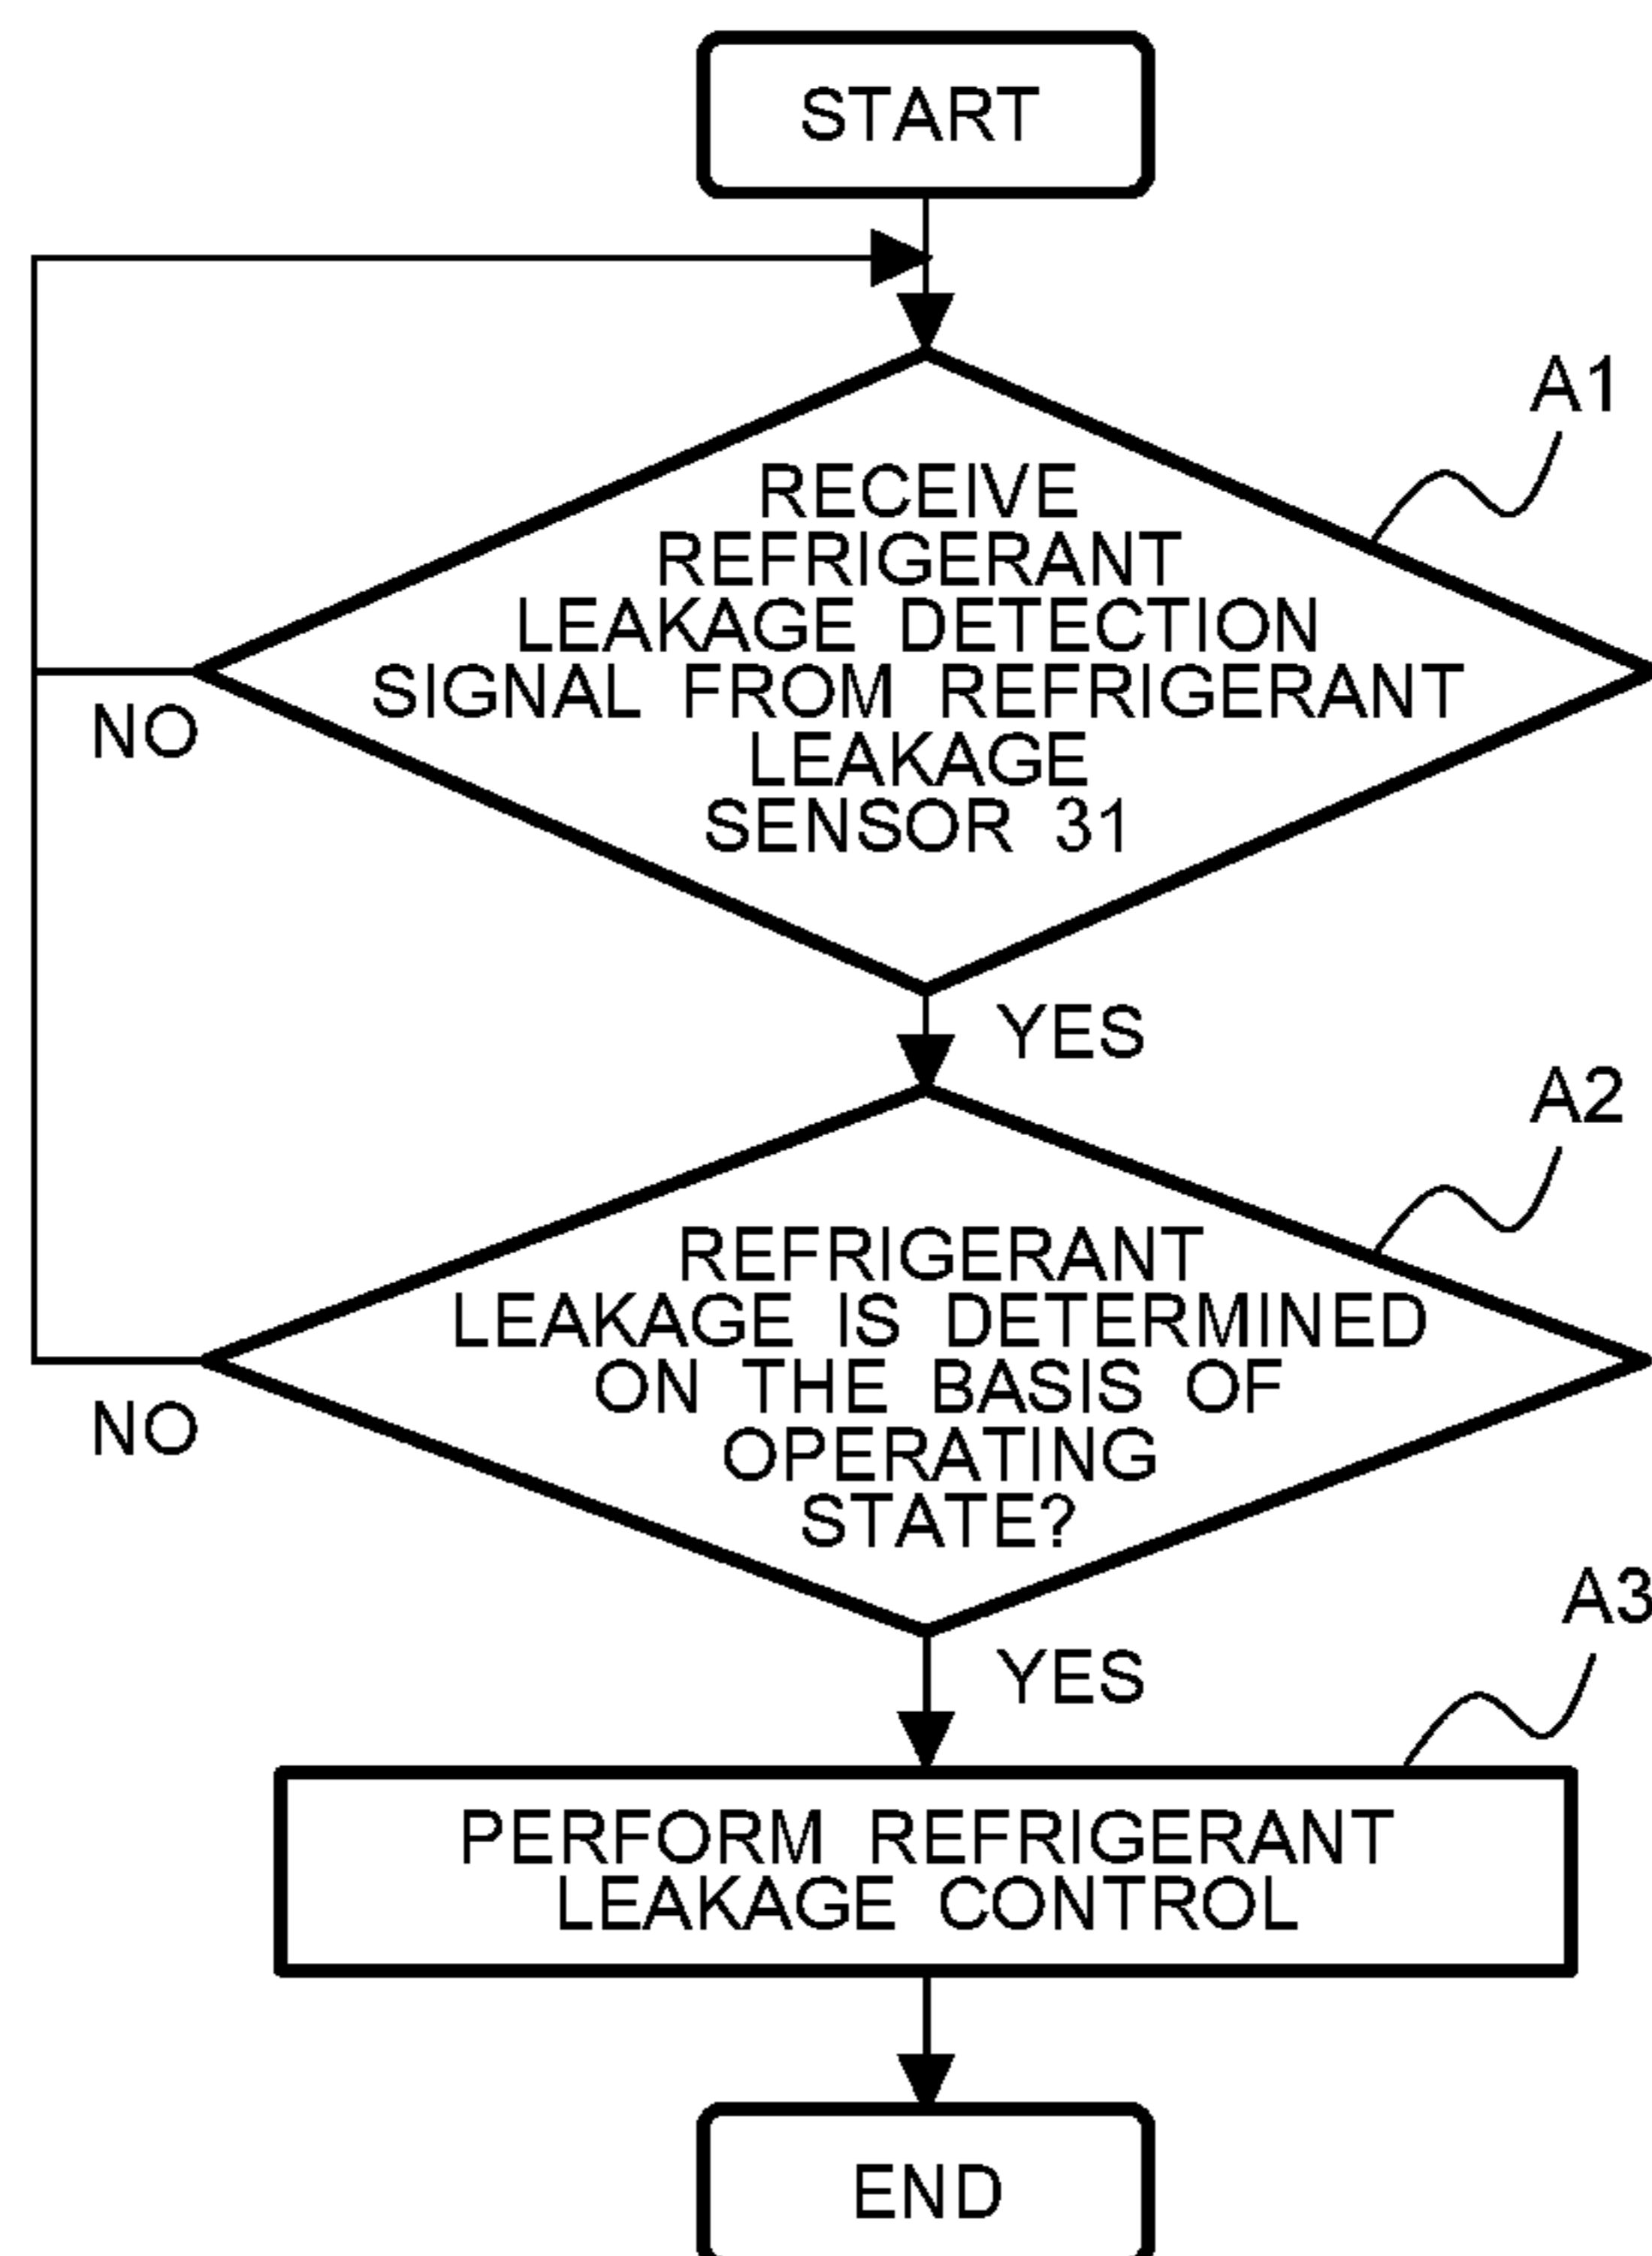 START
A1
RECEIVE
REFRIGERANT
LEAKAGE DETECTION
SIGNAL FROM REFRIGERANT
LEAKAGE
SENSOR 31
NO
YES
A2
REFRIGERANT
LEAKAGE IS DETERMINED
ON THE BASIS OF
OPERATING
STATE?
NO
YES
A3
PERFORM REFRIGERANT
LEAKAGE CONTROL
END